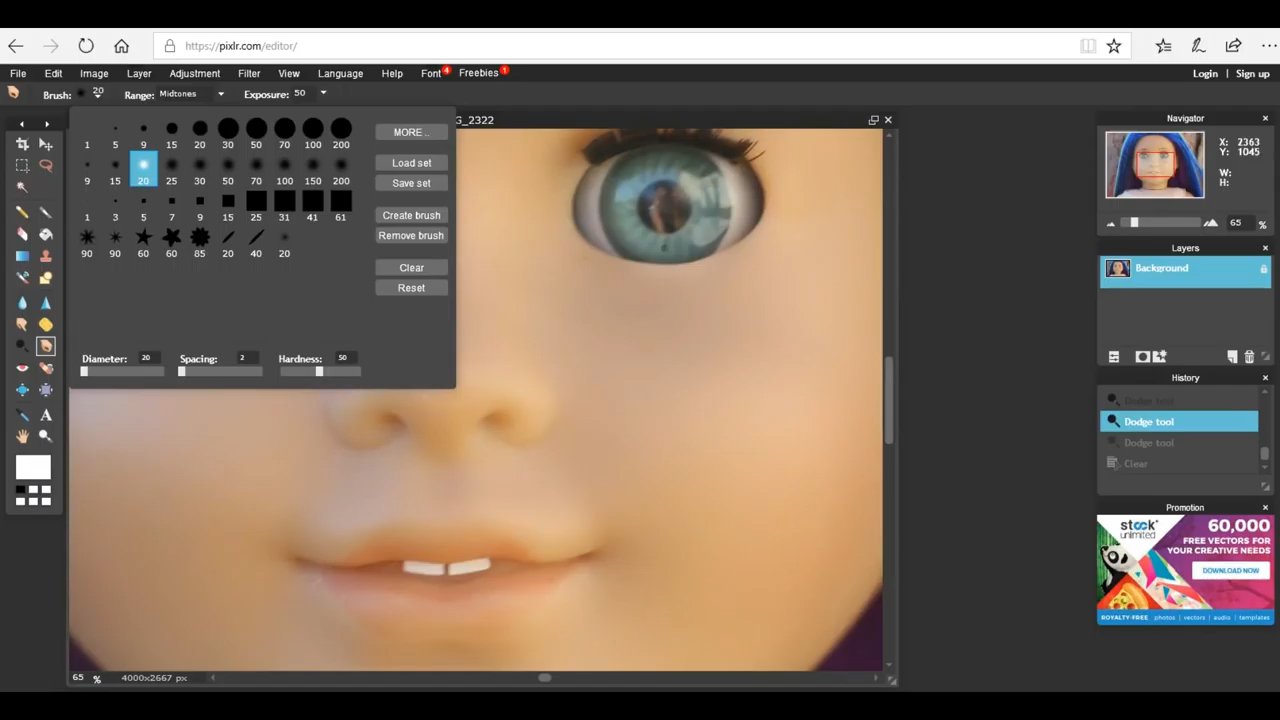 https://pixlr.com/editor/
File Edit Image Layer Adjustment Filter View Language Help Font 4 Freebies 1 Login Sign up
Brush: 20 Range: Midtones Exposure: 50
G_2322
1 5 9 15 20 30 50 70 100 200
9 15 20 25 30 50 70 100 150 200
1 3 5 7 9 15 25 31 41 61
90 90 60 60 85 20 40 20
MORE ..
Load set
Save set
Create brush
Remove brush
Clear
Reset
Diameter: 20 Spacing: 2 Hardness: 50
A
65 % 4000x2667 px
Navigator
X: 2363
Y: 1045
W:
H:
65 %
Layers
Background
History
Dodge tool
Dodge tool
Dodge tool
Clear
Promotion
stock unlimited
60,000
FREE VECTORS FOR
YOUR CREATIVE NEEDS
DOWNLOAD NOW
ROYALTY-FREE photos | vectors | audio | templates